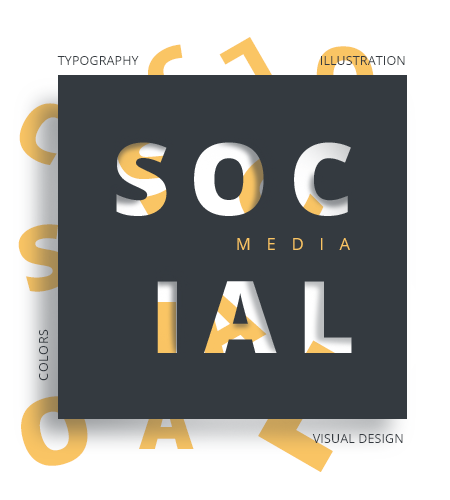 TYPOGRAPHY
ILLUSTRATION
SOC
MEDIA
IAL
COLORS
VISUAL DESIGN